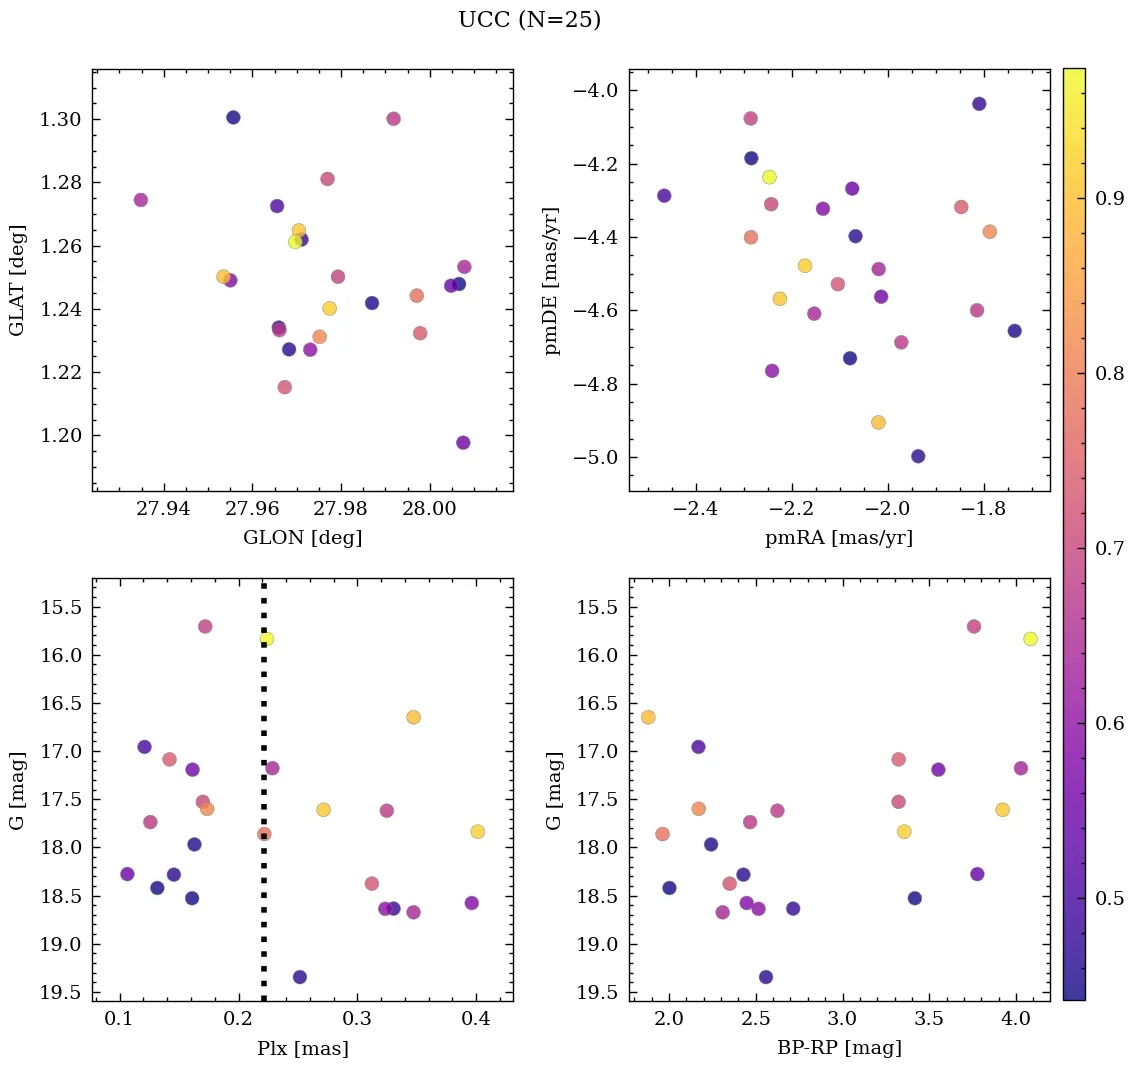 UCC (N=25)
1.30
1.28
1.26
1.24
1.22
1.20
GLAT [deg]
27.94 27.96 27.98 28.00
GLON [deg]
−4.0
−4.2
−4.4
−4.6
−4.8
−5.0
pmDE [mas/yr]
−2.4 −2.2 −2.0 −1.8
pmRA [mas/yr]
0.9
0.8
0.7
0.6
0.5
15.5
16.0
16.5
17.0
17.5
18.0
18.5
19.0
19.5
G [mag]
0.1 0.2 0.3 0.4
Plx [mas]
15.5
16.0
16.5
17.0
17.5
18.0
18.5
19.0
19.5
G [mag]
2.0 2.5 3.0 3.5 4.0
BP-RP [mag]